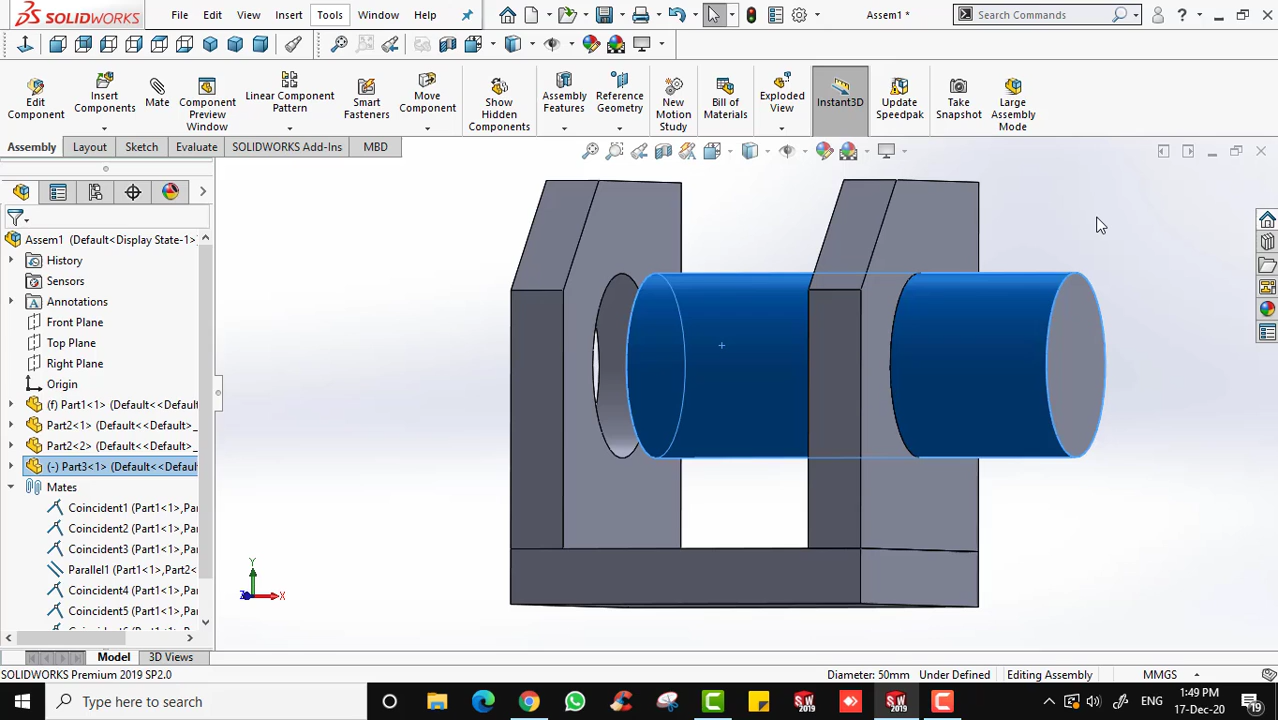 SOLIDWORKS File Edit View Insert Tools Window Help Assem1 * Search Commands
Edit Component
Insert Components
Mate
Component Preview Window
Linear Component Pattern
Smart Fasteners
Move Component
Show Hidden Components
Assembly Features
Reference Geometry
New Motion Study
Bill of Materials
Exploded View
Instant3D
Update Speedpak
Take Snapshot
Large Assembly Mode
Assembly Layout Sketch Evaluate SOLIDWORKS Add-Ins MBD
Assem1 (Default<Display State-1>
History
Sensors
Annotations
Front Plane
Top Plane
Right Plane
Origin
(f) Part1<1> (Default<<Default
Part2<1> (Default<<Default>_
Part2<2> (Default<<Default>_
(-) Part3<1> (Default<<Defaul
Mates
Coincident1 (Part1<1>,Pa
Coincident2 (Part1<1>,Pa
Coincident3 (Part1<1>,Pa
Parallel1 (Part1<1>,Part2<
Coincident4 (Part1<1>,Pa
Coincident5 (Part1<1>,Pa
Y
Z X
Model 3D Views
SOLIDWORKS Premium 2019 SP2.0 Diameter: 50mm Under Defined Editing Assembly MMGS
Type here to search ENG 1:49 PM
17-Dec-20 19